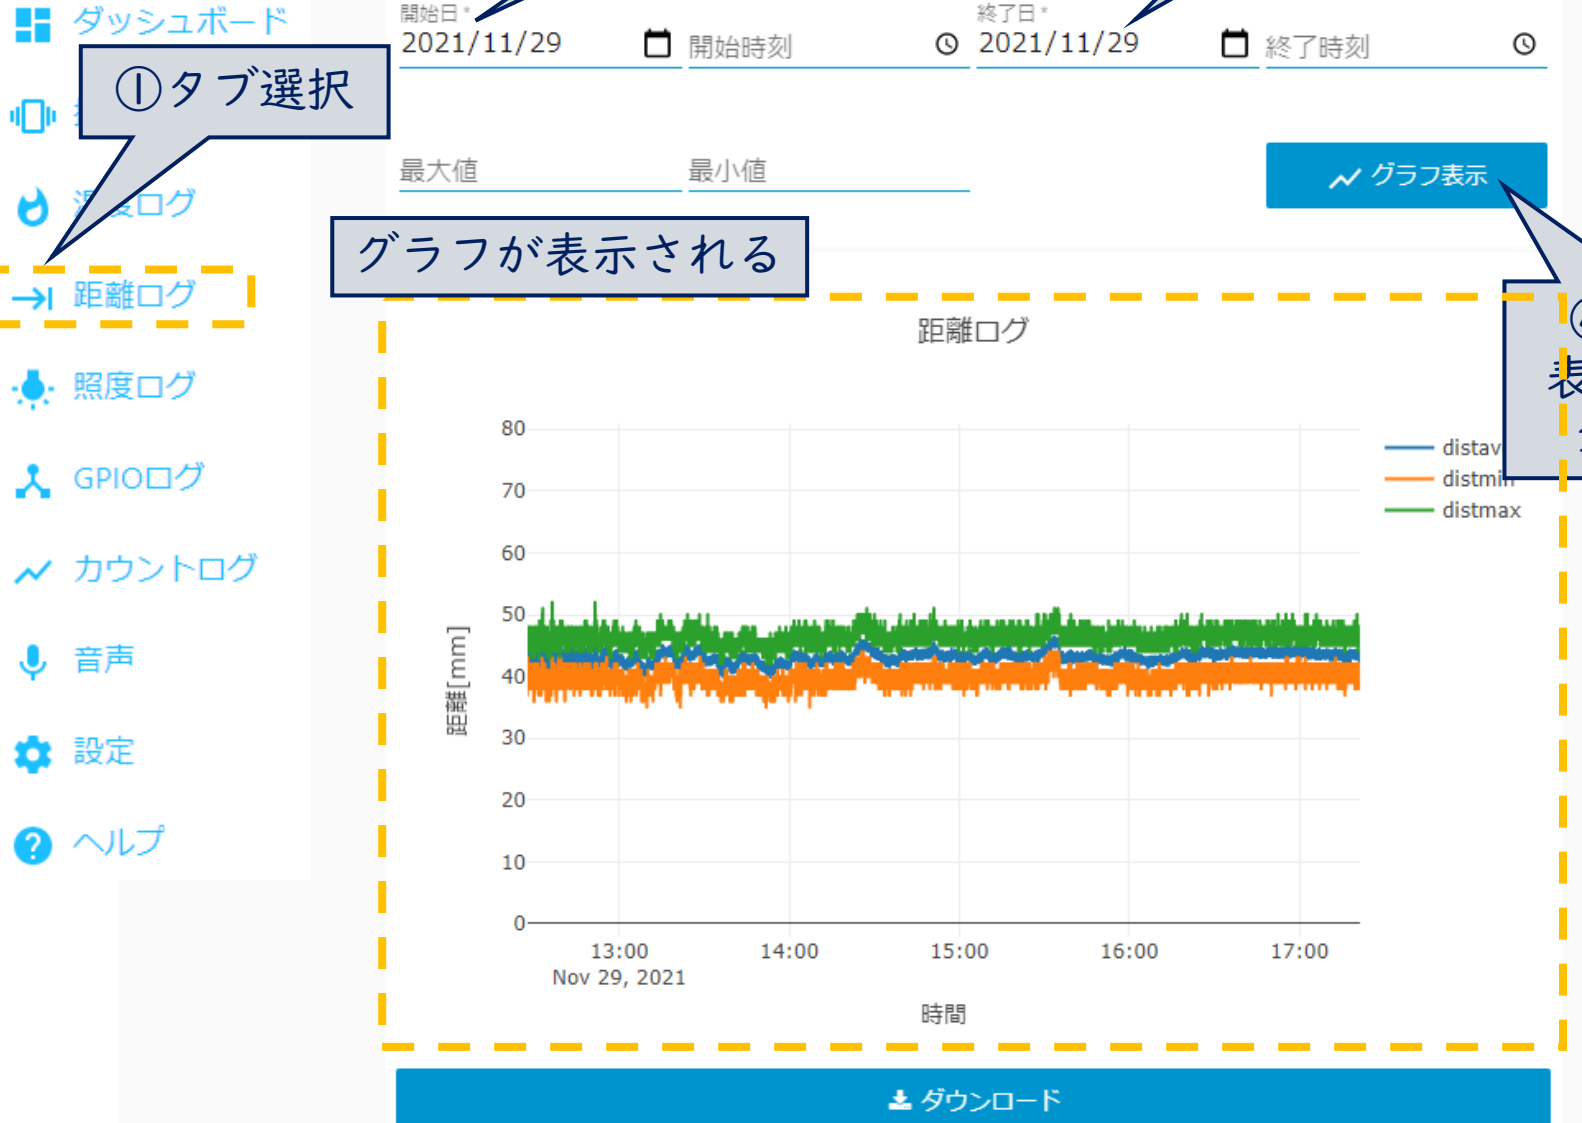 ダッシュボード
①タブ選択
ログ
距離ログ
照度ログ
GPIOログ
カウントログ
音声
設定
ヘルプ
開始日*
2021/11/29
開始時刻
終了日*
2021/11/29
終了時刻
最大値
最小値
グラフ表示
グラフが表示される
距離ログ
80
70
60
50
40
30
20
10
0
距離[mm]
13:00
14:00
15:00
16:00
17:00
Nov 29, 2021
時間
distav
distmin
distmax
表
ダウンロード